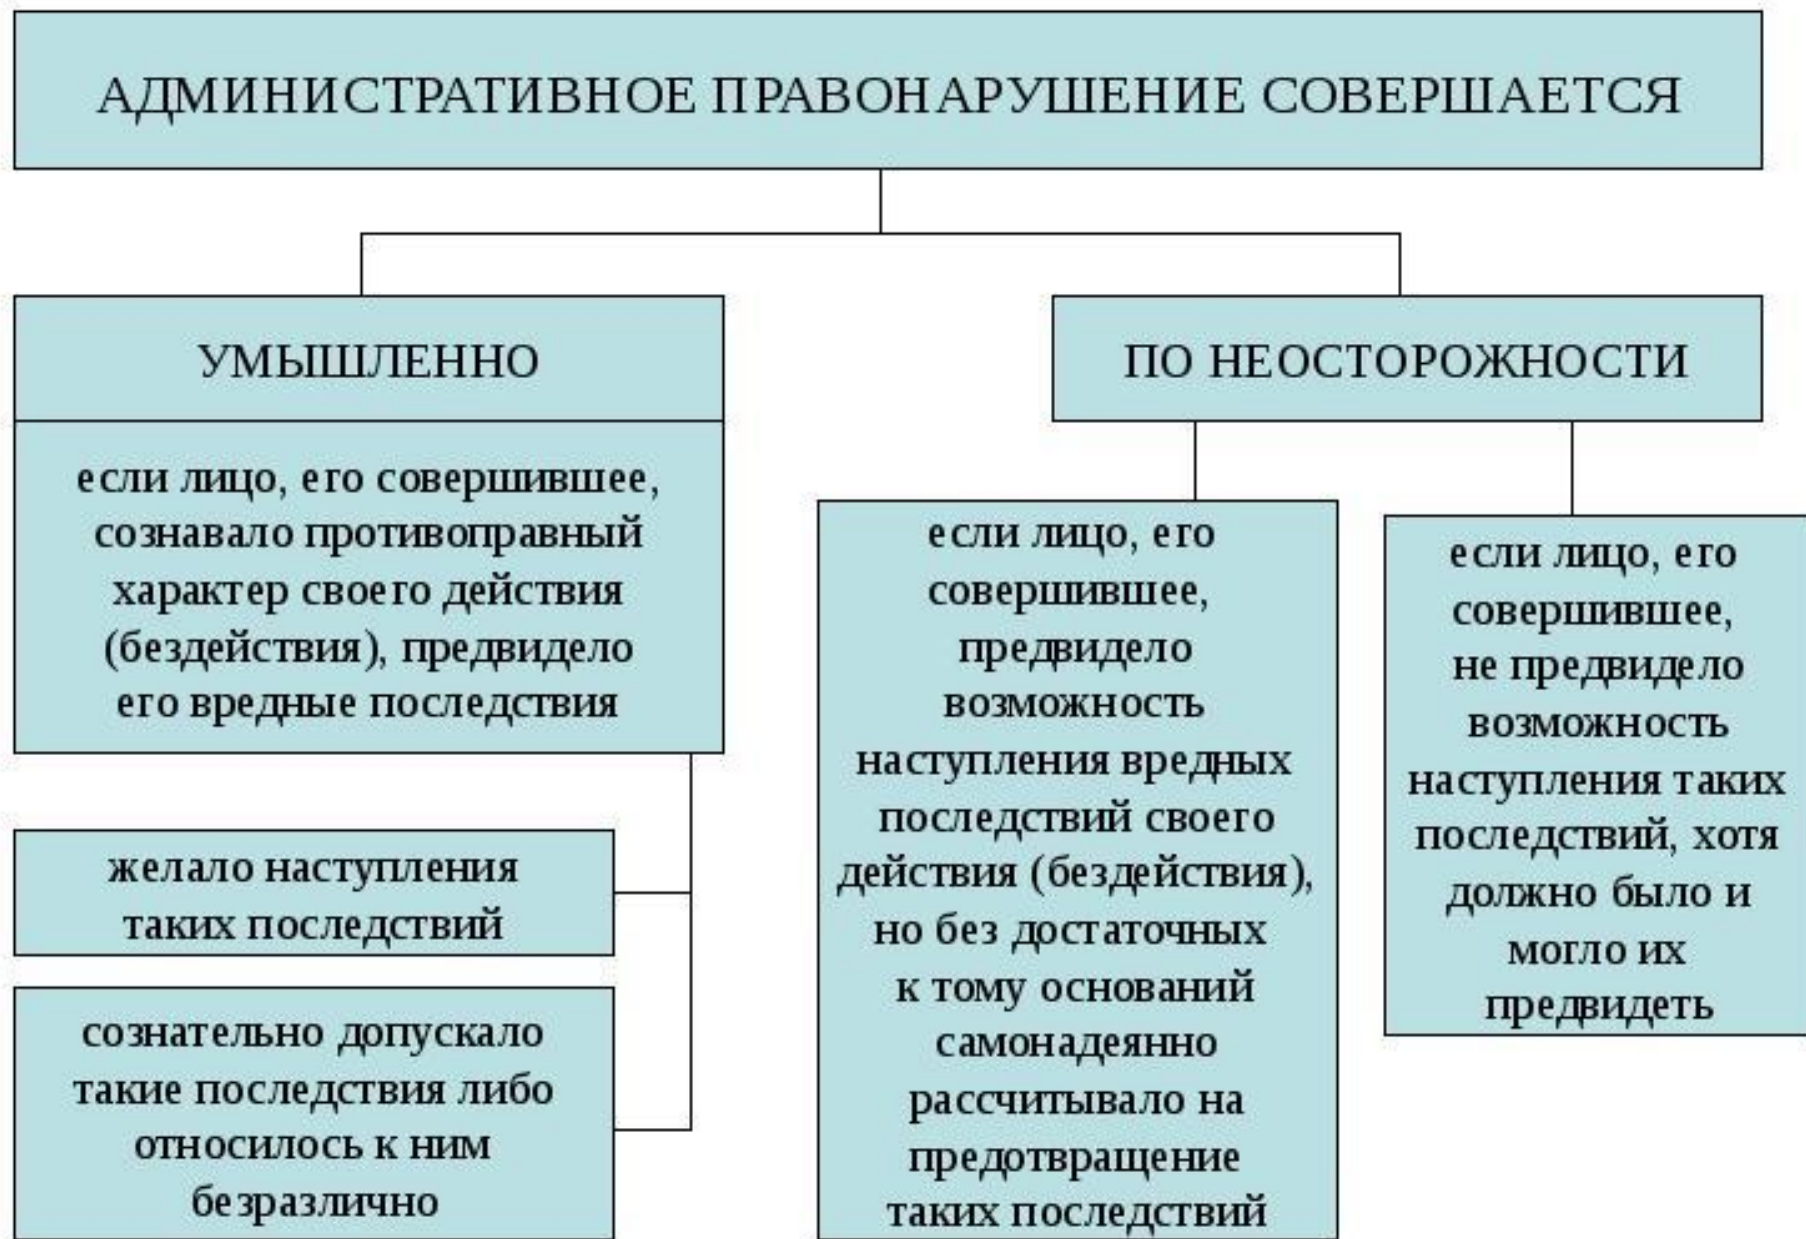 АДМИНИСТРАТИВНОЕ ПРАВОНАРУШЕНИЕ СОВЕРШАЕТСЯ
УМЫШЛЕННО
если лицо, его совершившее,
сознавало противоправный
характер своего действия
(бездействия), предвидело
его вредные последствия
желало наступления
таких последствий
сознательно допускало
такие последствия либо
относилось к ним
безразлично
ПО НЕОСТОРОЖНОСТИ
если лицо, его
совершившее,
предвидело
возможность
наступления вредных
последствий своего
действия (бездействия),
но без достаточных
к тому оснований
самонадеянно
рассчитывало на
предотвращение
таких последствий
если лицо, его
совершившее,
не предвидело
возможность
наступления таких
последствий, хотя
должно было и
могло их
предвидеть